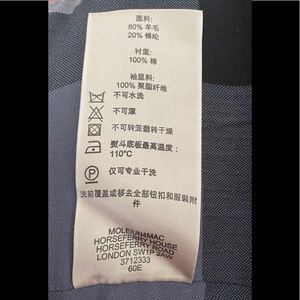 面料:
80% 羊毛
20% 锦纶
衬里:
100% 棉
袖里料:
100% 聚酯纤维
不可水洗
不可漂
不可转笼翻转干燥
熨斗底板最高温度:
110°C
仅可专业干洗
洗前覆盖或移去全部钮扣和服装附
件
HORSEFERRY HOUSE
HORSEFERRY ROAD
LONDON SW1P 2AW
3712333
60E